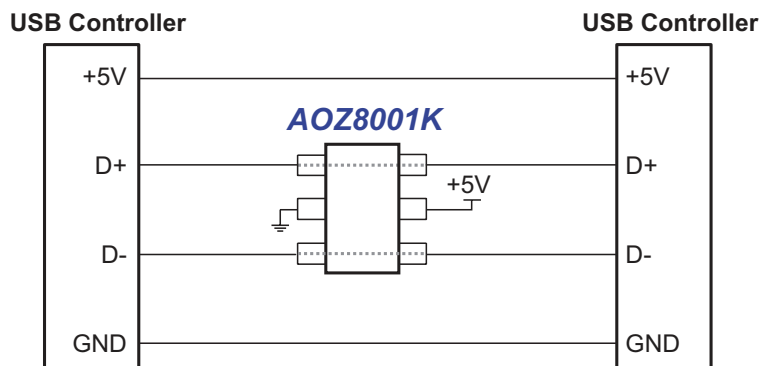 USB Controller
USB Controller
+5V
+5V
AOZ8001K
D+
D+
+5V
D-
D-
GND
GND